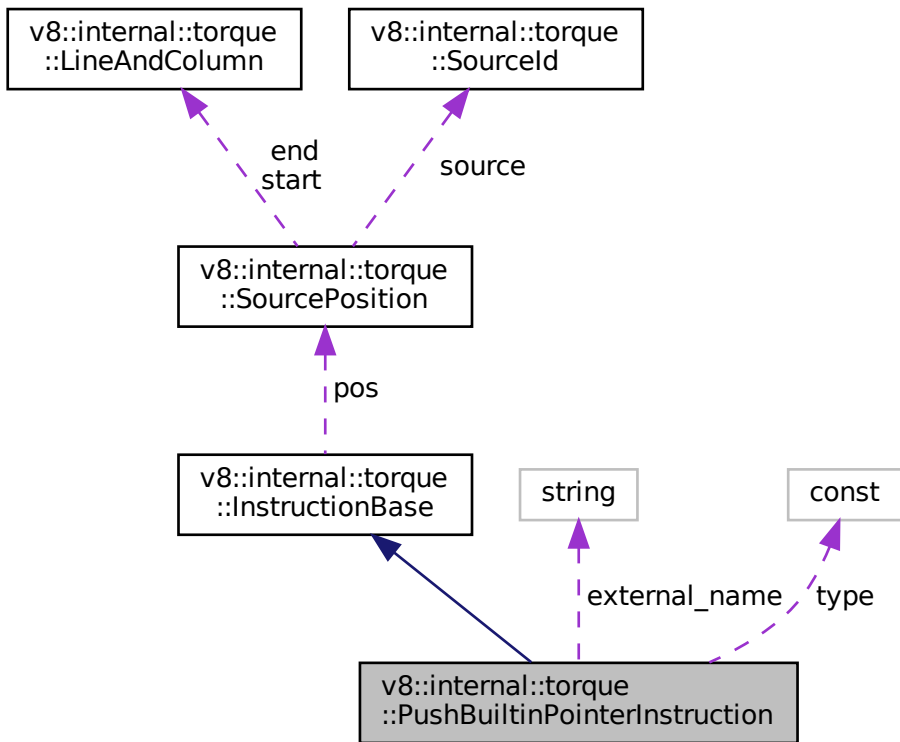 v8::internal::torque
::LineAndColumn
v8::internal::torque
::SourceId
end
start
source
v8::internal::torque
::SourcePosition
pos
v8::internal::torque
::InstructionBase
string
const
external_name
type
v8::internal::torque
::PushBuiltinPointerInstruction